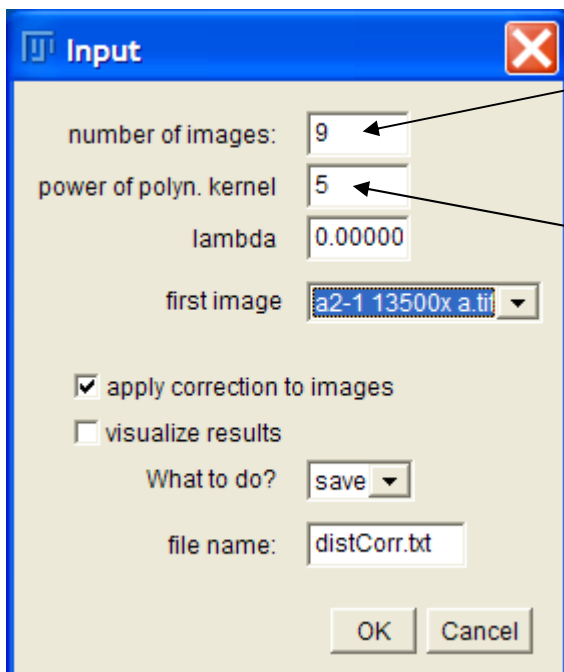 Input
number of images: 9
power of polyn. kernel 5
lambda 0.00000
first image a2-1 13500x a.tif
apply correction to images
visualize results
What to do? save
file name: distCorr.txt
OK Cancel